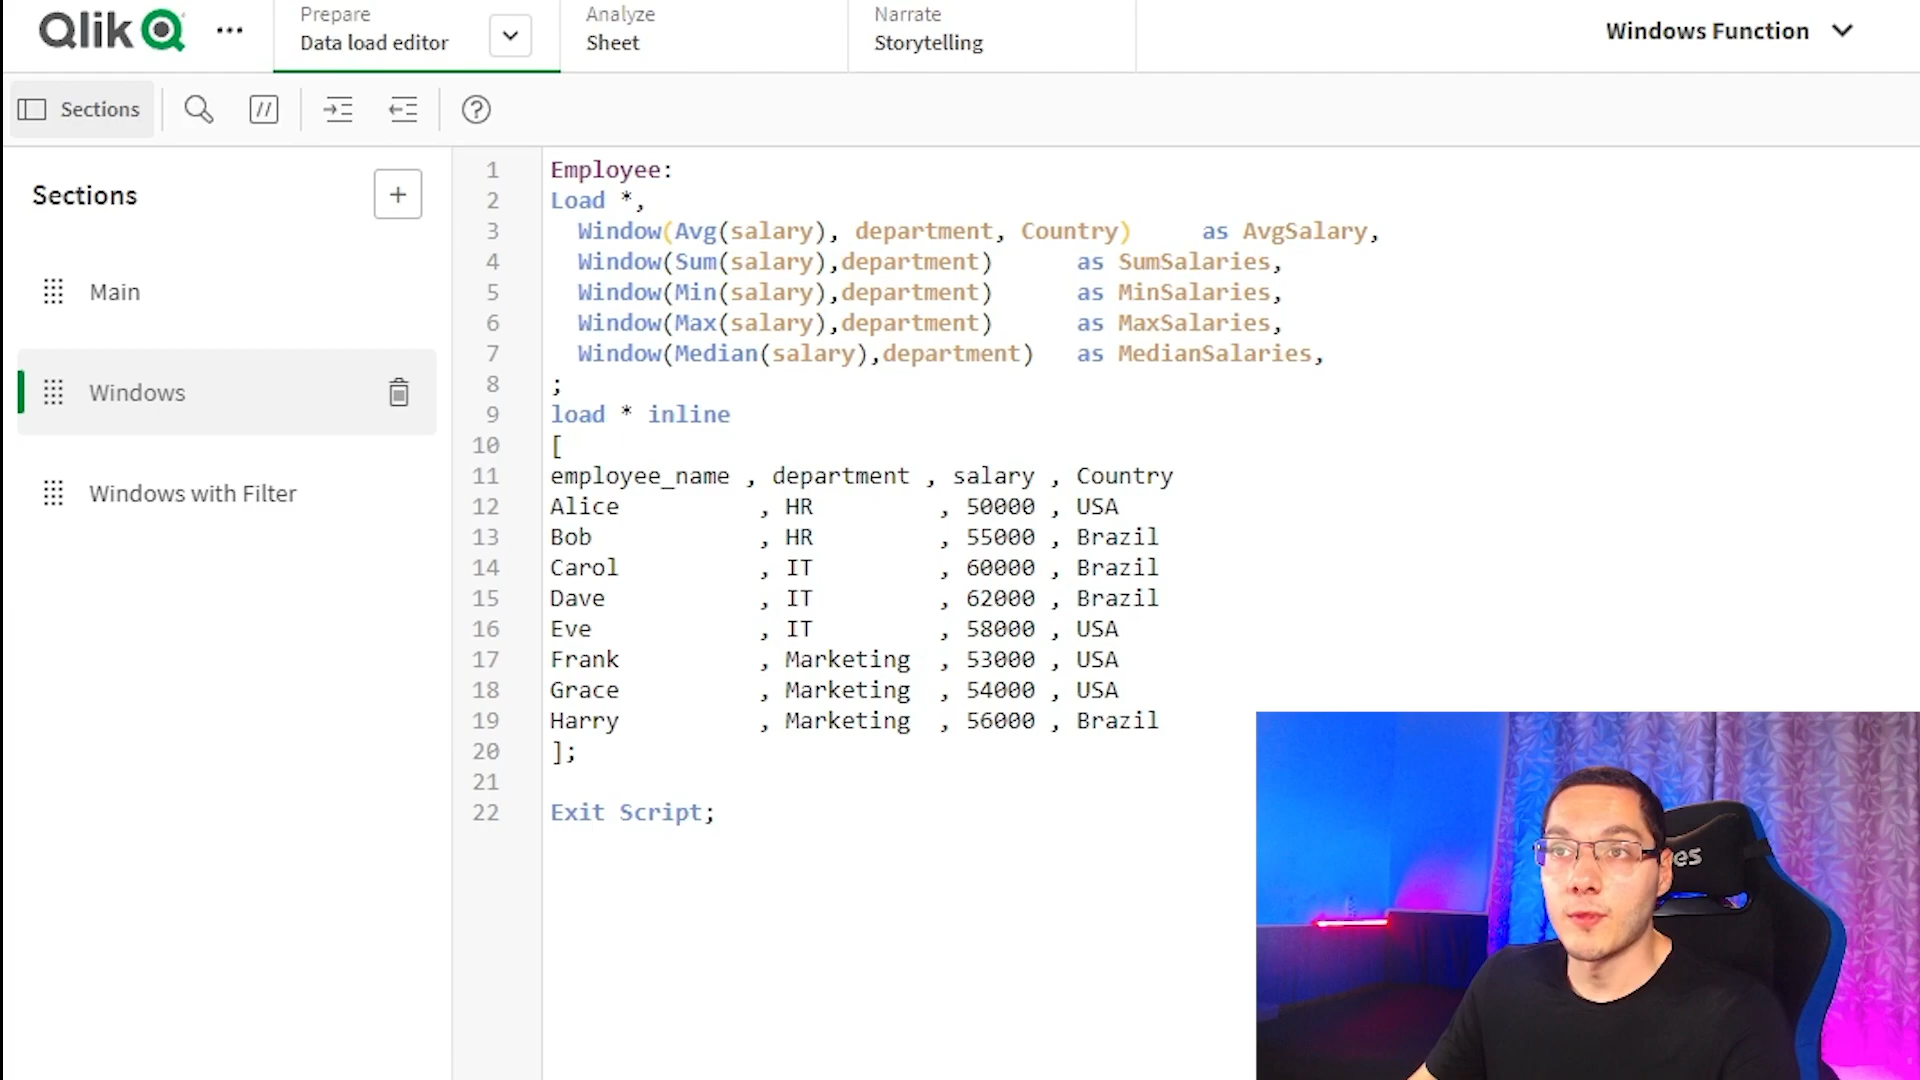 Qlik
Prepare
Data load editor
Analyze
Sheet
Narrate
Storytelling
Windows Function
Sections
//
?
Sections
+
Main
Windows
Windows with Filter
1 Employee:
2 Load *,
3 Window(Avg(salary), department, Country) as AvgSalary,
4 Window(Sum(salary),department) as SumSalaries,
5 Window(Min(salary),department) as MinSalaries,
6 Window(Max(salary),department) as MaxSalaries,
7 Window(Median(salary),department) as MedianSalaries,
8 ;
9 load * inline
10 [
11 employee_name , department , salary , Country
12 Alice , HR , 50000 , USA
13 Bob , HR , 55000 , Brazil
14 Carol , IT , 60000 , Brazil
15 Dave , IT , 62000 , Brazil
16 Eve , IT , 58000 , USA
17 Frank , Marketing , 53000 , USA
18 Grace , Marketing , 54000 , USA
19 Harry , Marketing , 56000 , Brazil
20 ];
21
22 Exit Script;